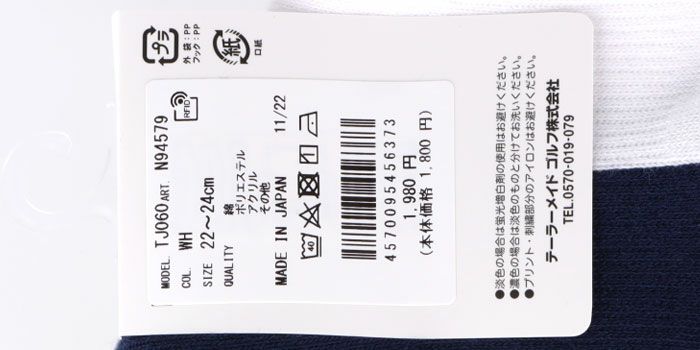 プラ
外袋：PP
フック：PP
紙
口紙
RFID
MODEL. TJ060 ART. N94579
COL. WH
SIZE 22～24cm
QUALITY 綿
ポリエステル
アクリル
その他
MADE IN JAPAN 11/22
40
4570095456373
1,980 円
(本体価格 1,800 円)
●淡色の場合は蛍光増白剤の使用はお避けください。
●濃色の場合は淡色のものと分けてお洗いください。
●プリント・刺繍部分のアイロンはお避けください。
テーラーメイド ゴルフ株式会社
TEL.0570-019-079